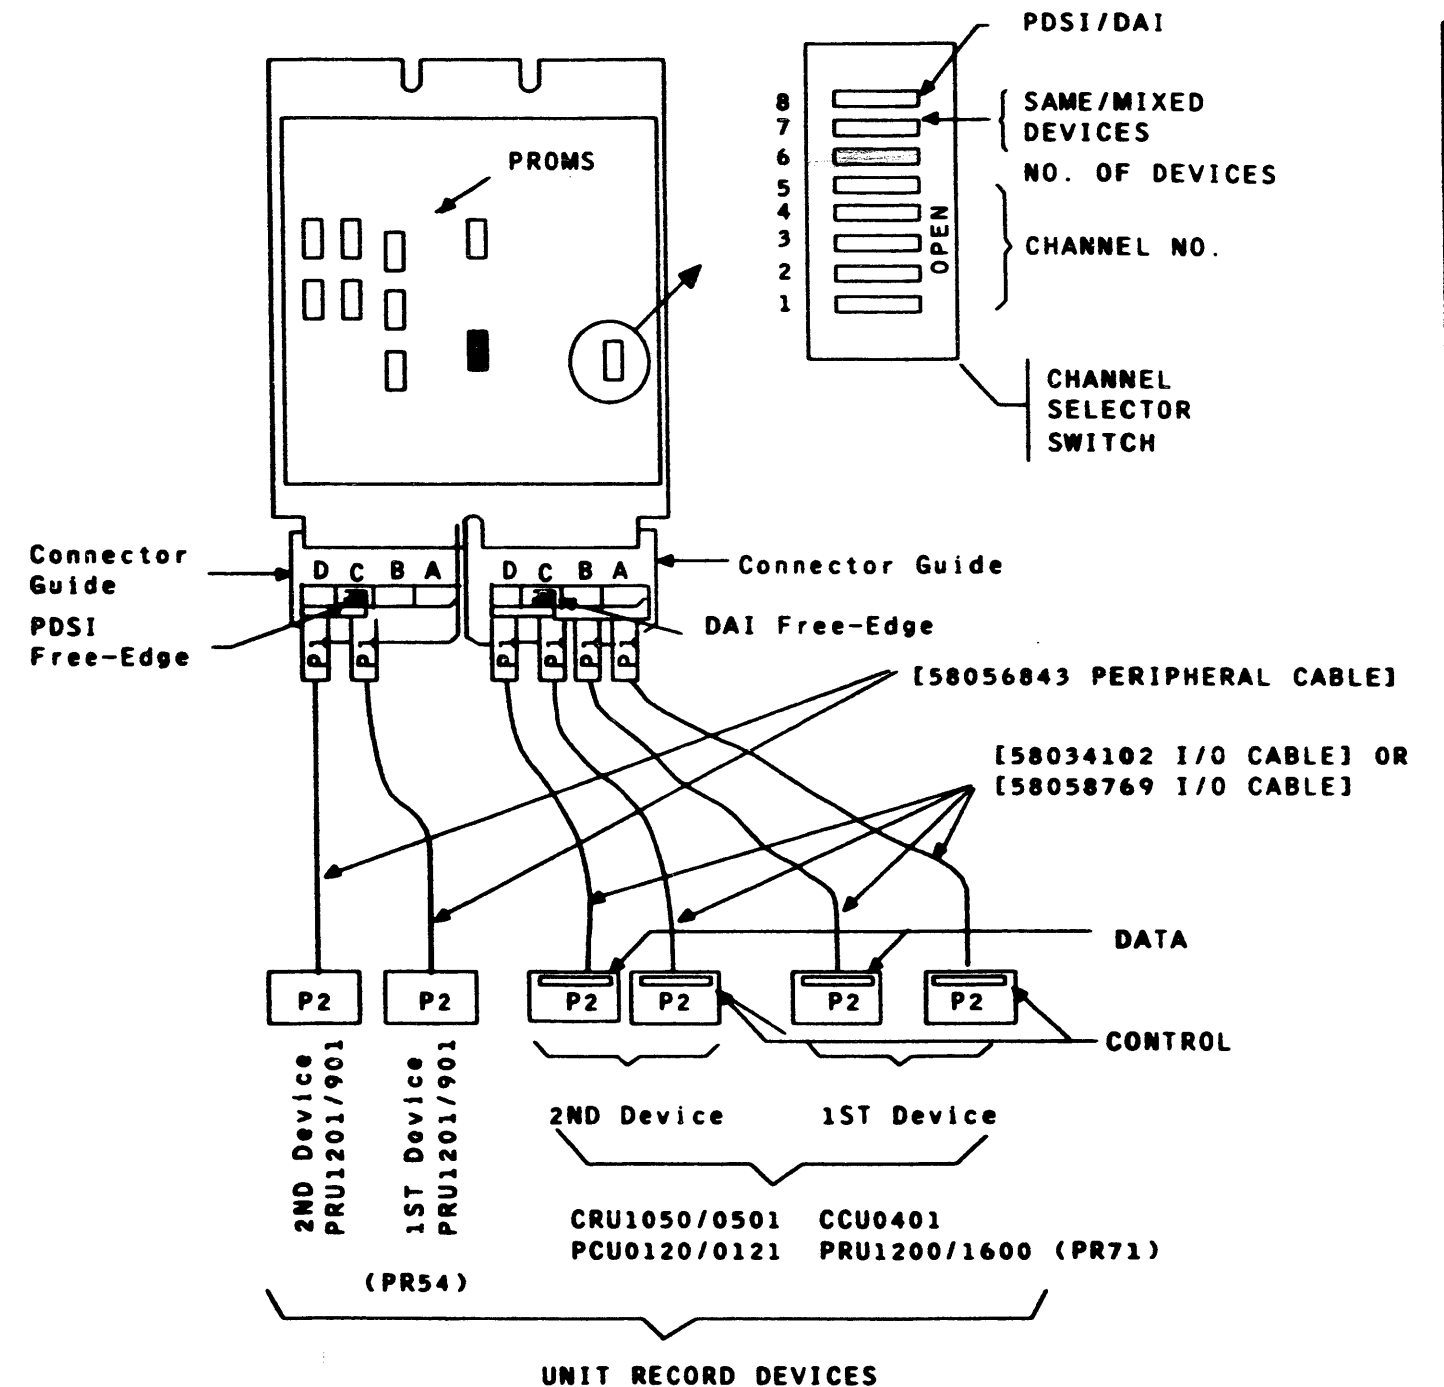 PDSI/DAI
8
7
6
5
4
3
2
1
OPEN
SAME/MIXED
DEVICES
NO. OF DEVICES
CHANNEL NO.
CHANNEL
SELECTOR
SWITCH
PROMS
Connector
Guide
D C B A
D C B A
Connector Guide
PDSI
Free-Edge
DAI Free-Edge
P1 P1 P1 P1 P1 P1
[58056843 PERIPHERAL CABLE]
[58034102 I/O CABLE] OR
[58058769 I/O CABLE]
DATA
P2 P2 P2 P2 P2 P2
CONTROL
2ND Device
PRU1201/901
1ST Device
PRU1201/901
2ND Device 1ST Device
CRU1050/0501 CCU0401
PCU0120/0121 PRU1200/1600 (PR71)
(PR54)
UNIT RECORD DEVICES